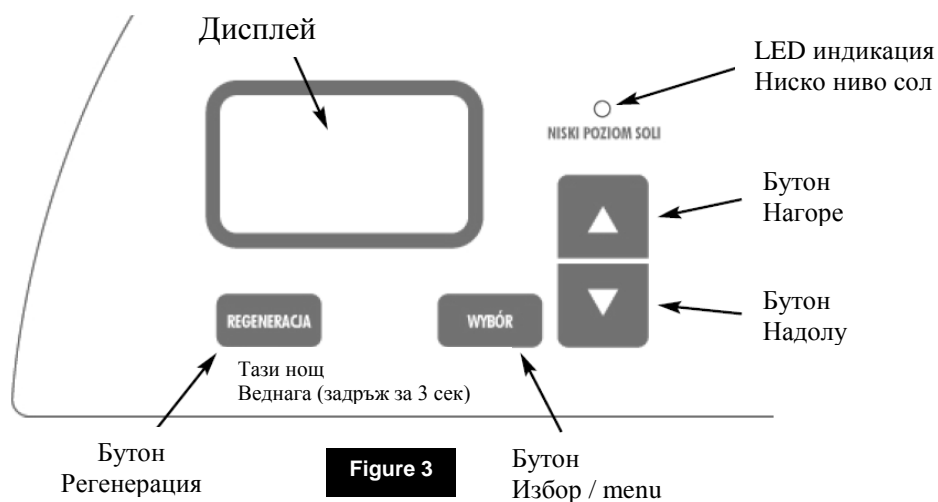 Дисплей
LED индикация
Ниско ниво сол
NISKI POZIOM SOLI
Бутон
Нагоре
Бутон
Надолу
REGENERACJA
WYBÓR
Тази нощ
Веднага (задръж за 3 сек)
Бутон
Регенерация
Figure 3
Бутон
Избор / menu